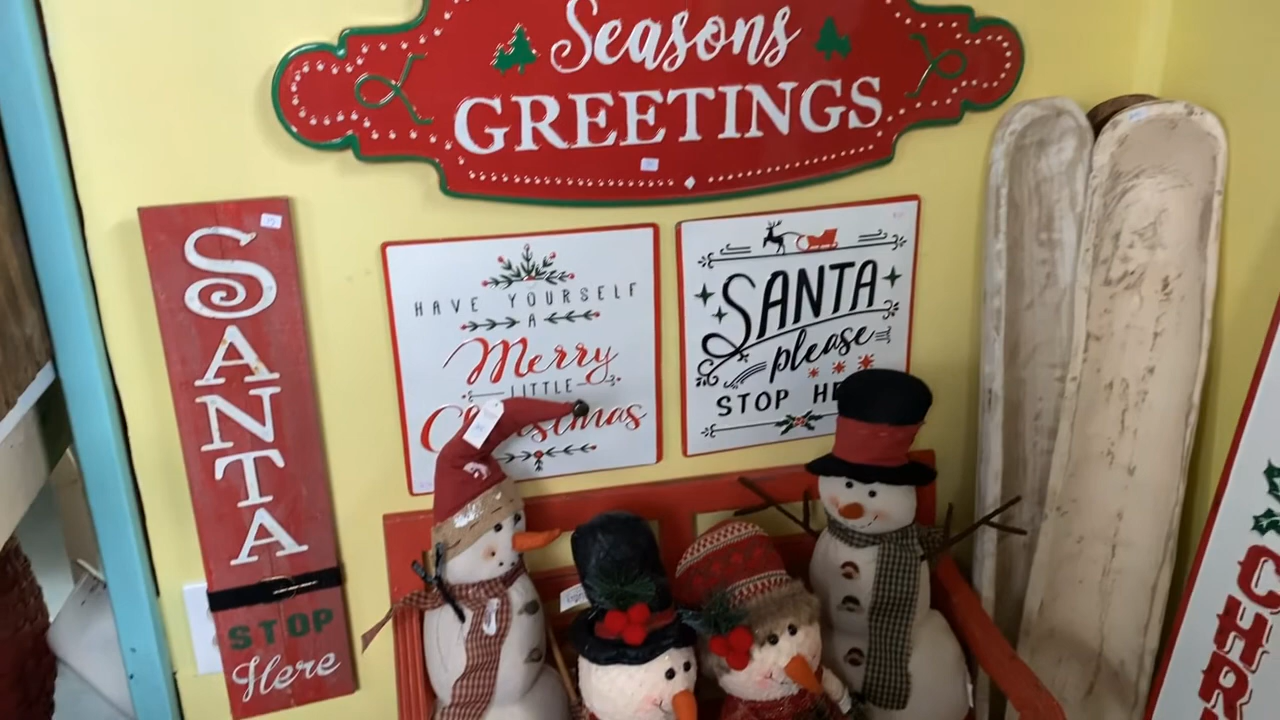 Seasons
GREETINGS
SANTA
STOP
Here
HAVE YOURSELF
A
Merry
LITTLE
SANTA
please
STOP